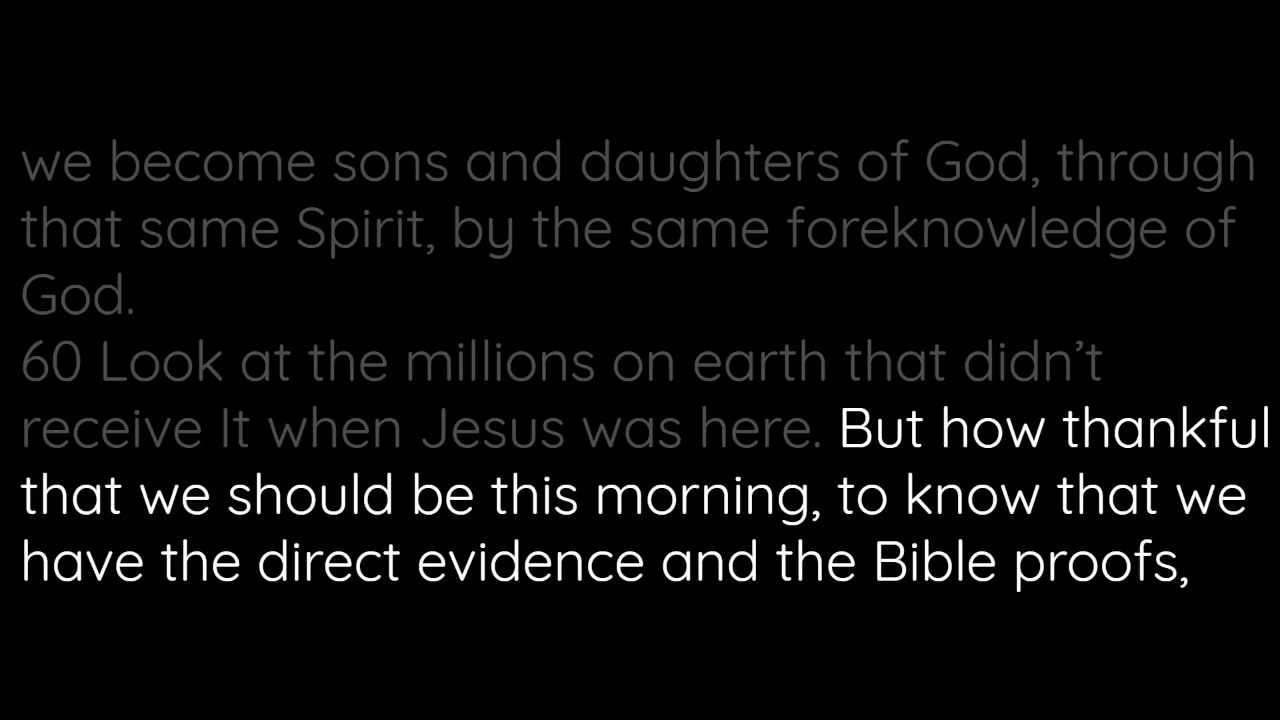 we become sons and daughters of God, through
that same Spirit, by the same foreknowledge of
God.
60 Look at the millions on earth that didn’t
receive It when Jesus was here. But how thankful
that we should be this morning, to know that we
have the direct evidence and the Bible proofs,